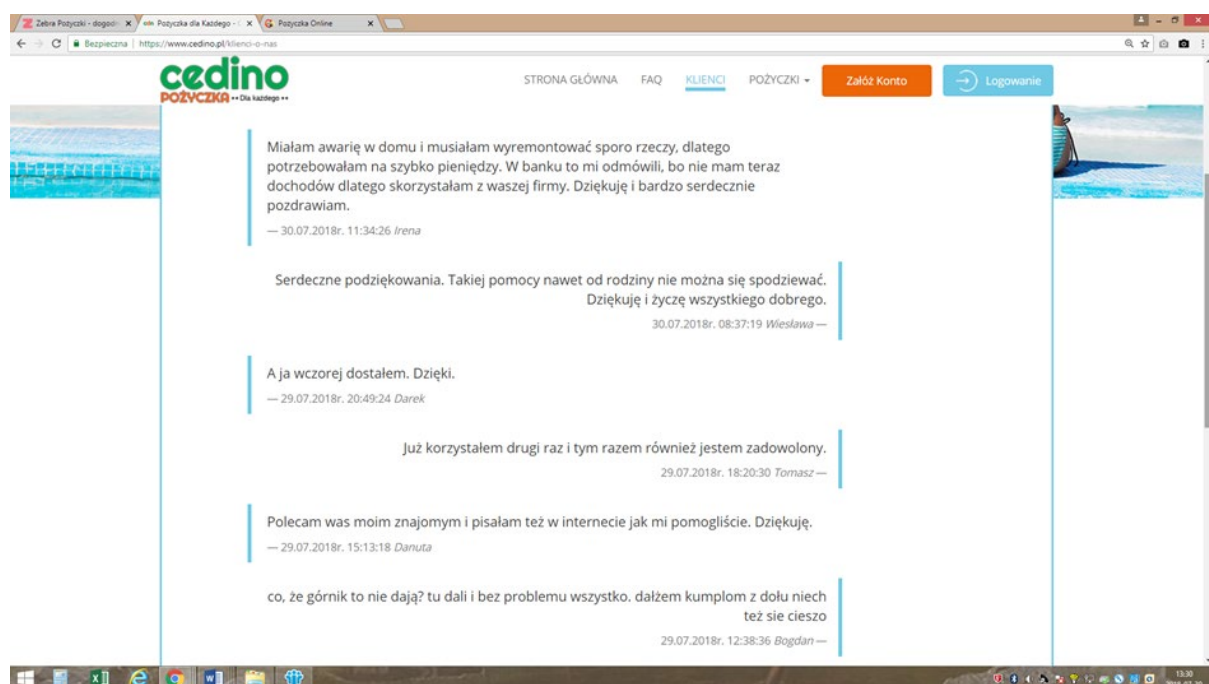 Zebra Pożyczki - dogodn
Pożyczka dla Każdego -
Pożyczka Online
Bezpieczna
https://www.cedino.pl/klienci-o-nas
cedino
POŻYCZKA •• Dla każdego ••
STRONA GŁÓWNA
FAQ
KLIENCI
POŻYCZKI
Załóż Konto
Logowanie
Miałam awarię w domu i musiałam wyremontować sporo rzeczy, dlatego
potrzebowałam na szybko pieniędzy. W banku to mi odmówili, bo nie mam teraz
dochodów dlatego skorzystałam z waszej firmy. Dziękuję i bardzo serdecznie
pozdrawiam.
— 30.07.2018r. 11:34:26 Irena
Serdeczne podziękowania. Takiej pomocy nawet od rodziny nie można się spodziewać.
Dziękuję i życzę wszystkiego dobrego.
30.07.2018r. 08:37:19 Wiesława —
A ja wczorej dostałem. Dzięki.
— 29.07.2018r. 20:49:24 Darek
Już korzystałem drugi raz i tym razem również jestem zadowolony.
29.07.2018r. 18:20:30 Tomasz —
Polecam was moim znajomym i pisałam też w internecie jak mi pomogliście. Dziękuję.
— 29.07.2018r. 15:13:18 Danuta
co, że górnik to nie dają? tu dali i bez problemu wszystko. dałżem kumplom z dołu niech
też sie cieszo
29.07.2018r. 12:38:36 Bogdan —
13:30